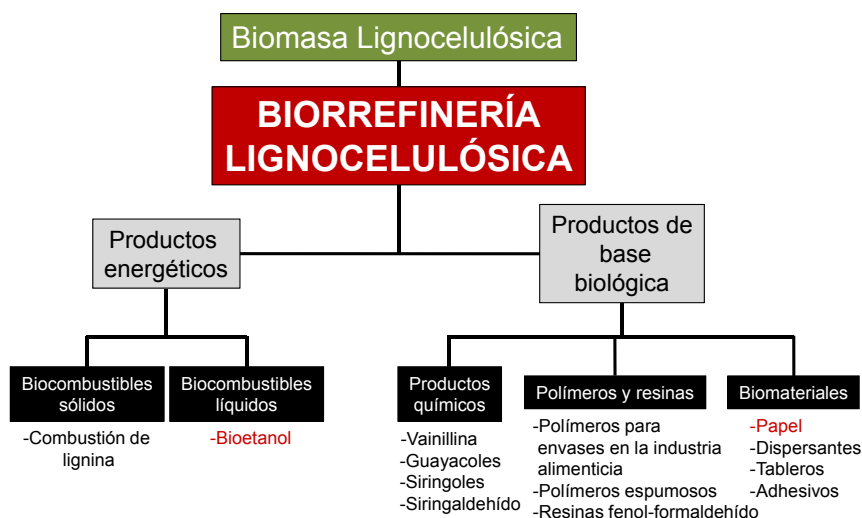 Biomasa Lignocelulósica
BIORREFINERÍA
LIGNOCELULÓSICA
Productos
energéticos
Productos de
base
biológica
Biocombustibles
sólidos
-Combustión de
lignina
Biocombustibles
líquidos
-Bioetanol
Productos
químicos
-Vainillina
-Guayacoles
-Siringoles
-Siringaldehído
Polímeros y resinas
-Polímeros para
envases en la industria
alimenticia
-Polímeros espumosos
-Resinas fenol-formaldehído
Biomateriales
-Papel
-Dispersantes
-Tableros
-Adhesivos